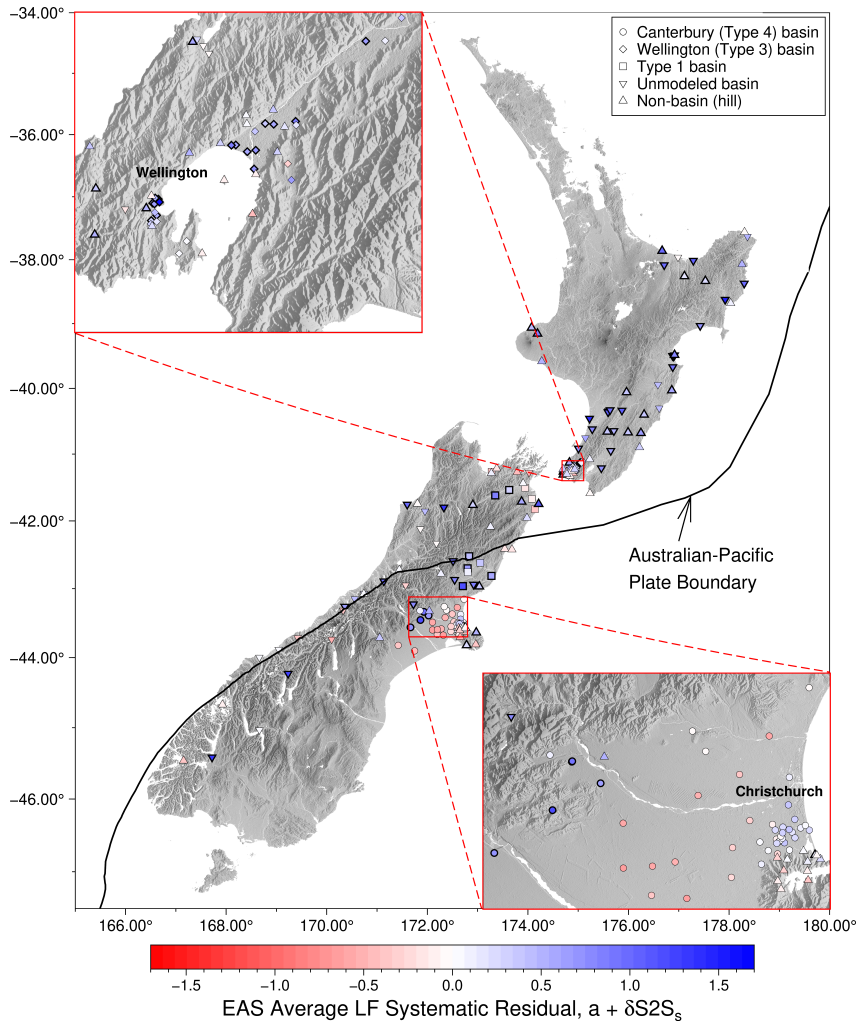 −34.00°
−36.00°
−38.00°
−40.00°
−42.00°
−44.00°
−46.00°
Canterbury (Type 4) basin
Wellington (Type 3) basin
Type 1 basin
Unmodeled basin
Non-basin (hill)
Wellington
Australian-Pacific
Plate Boundary
Christchurch
166.00° 168.00° 170.00° 172.00° 174.00° 176.00° 178.00° 180.00°
−1.5 −1.0 −0.5 0.0 0.5 1.0 1.5
EAS Average LF Systematic Residual, a + δS2Sₛ